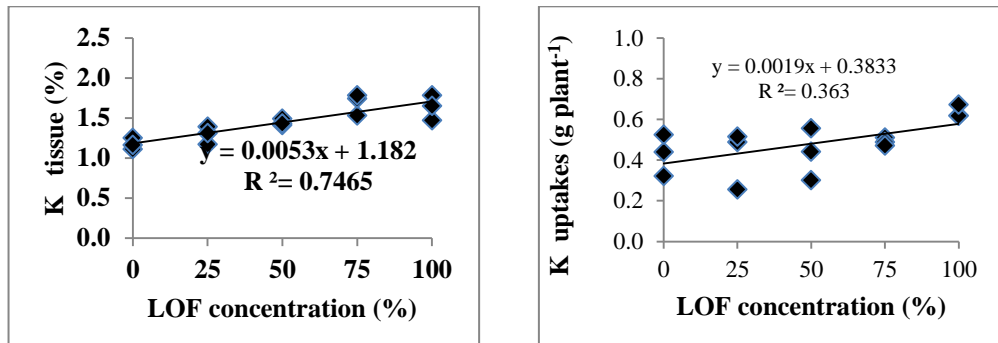 K tissue (%)
2.5
2.0
1.5
1.0
0.5
0.0
y = 0.0053x + 1.182
R ²= 0.7465
0 25 50 75 100
LOF concentration (%)
K uptakes (g plant-1)
1.0
0.8
0.6
0.4
0.2
0.0
y = 0.0019x + 0.3833
R ²= 0.363
0 25 50 75 100
LOF concentration (%)